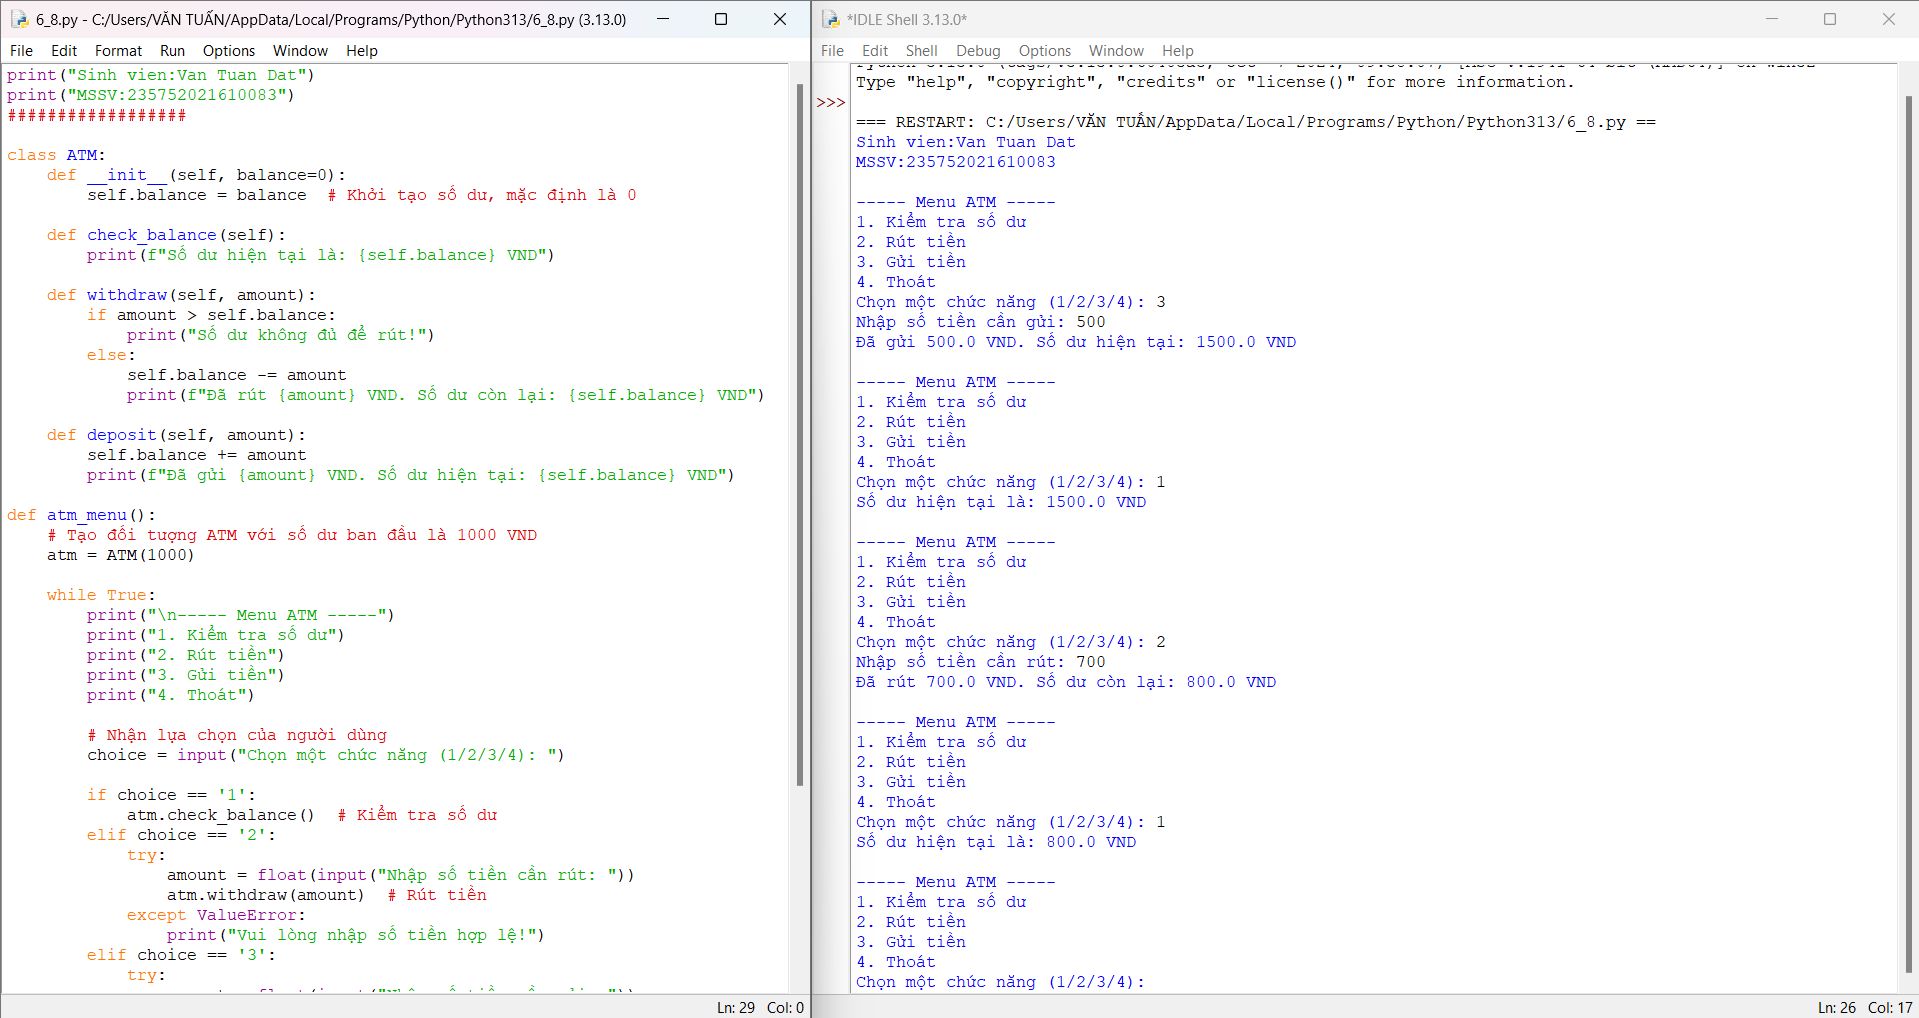 6_8.py - C:/Users/VĂN TUẤN/AppData/Local/Programs/Python/Python313/6_8.py (3.13.0)
File Edit Format Run Options Window Help
print("Sinh vien:Van Tuan Dat")
print("MSSV:235752021610083")
##################
class ATM:
    def __init__(self, balance=0):
        self.balance = balance  # Khởi tạo số dư, mặc định là 0
    def check_balance(self):
        print(f"Số dư hiện tại là: {self.balance} VND")
    def withdraw(self, amount):
        if amount > self.balance:
            print("Số dư không đủ để rút!")
        else:
            self.balance -= amount
            print(f"Đã rút {amount} VND. Số dư còn lại: {self.balance} VND")
    def deposit(self, amount):
        self.balance += amount
        print(f"Đã gửi {amount} VND. Số dư hiện tại: {self.balance} VND")
def atm_menu():
    # Tạo đối tượng ATM với số dư ban đầu là 1000 VND
    atm = ATM(1000)
    while True:
        print("\n----- Menu ATM -----")
        print("1. Kiểm tra số dư")
        print("2. Rút tiền")
        print("3. Gửi tiền")
        print("4. Thoát")
        # Nhận lựa chọn của người dùng
        choice = input("Chọn một chức năng (1/2/3/4): ")
        if choice == '1':
            atm.check_balance()  # Kiểm tra số dư
        elif choice == '2':
            try:
                amount = float(input("Nhập số tiền cần rút: "))
                atm.withdraw(amount)  # Rút tiền
            except ValueError:
                print("Vui lòng nhập số tiền hợp lệ!")
        elif choice == '3':
            try:
Ln: 29 Col: 0
*IDLE Shell 3.13.0*
File Edit Shell Debug Options Window Help
Type "help", "copyright", "credits" or "license()" for more information.
>>>
=== RESTART: C:/Users/VĂN TUẤN/AppData/Local/Programs/Python/Python313/6_8.py ==
Sinh vien:Van Tuan Dat
MSSV:235752021610083
----- Menu ATM -----
1. Kiểm tra số dư
2. Rút tiền
3. Gửi tiền
4. Thoát
Chọn một chức năng (1/2/3/4): 3
Nhập số tiền cần gửi: 500
Đã gửi 500.0 VND. Số dư hiện tại: 1500.0 VND
----- Menu ATM -----
1. Kiểm tra số dư
2. Rút tiền
3. Gửi tiền
4. Thoát
Chọn một chức năng (1/2/3/4): 1
Số dư hiện tại là: 1500.0 VND
----- Menu ATM -----
1. Kiểm tra số dư
2. Rút tiền
3. Gửi tiền
4. Thoát
Chọn một chức năng (1/2/3/4): 2
Nhập số tiền cần rút: 700
Đã rút 700.0 VND. Số dư còn lại: 800.0 VND
----- Menu ATM -----
1. Kiểm tra số dư
2. Rút tiền
3. Gửi tiền
4. Thoát
Chọn một chức năng (1/2/3/4): 1
Số dư hiện tại là: 800.0 VND
----- Menu ATM -----
1. Kiểm tra số dư
2. Rút tiền
3. Gửi tiền
4. Thoát
Chọn một chức năng (1/2/3/4):
Ln: 26 Col: 17